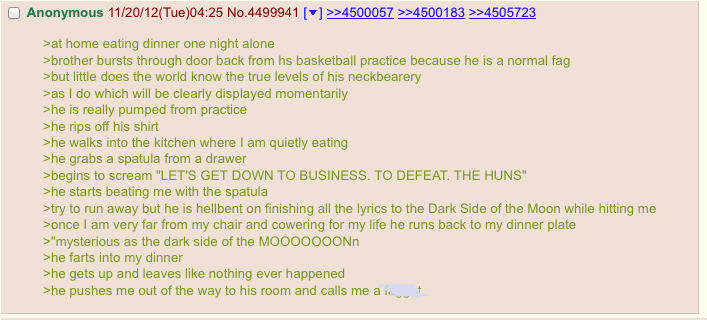 Anonymous 11/20/12(Tue)04:25 No.4499941 [▼] >>4500057 >>4500183 >>4505723
>at home eating dinner one night alone
>brother bursts through door back from hs basketball practice because he is a normal fag
>but little does the world know the true levels of his neckbearery
>as I do which will be clearly displayed momentarily
>he is really pumped from practice
>he rips off his shirt
>he walks into the kitchen where I am quietly eating
>he grabs a spatula from a drawer
>begins to scream "LET'S GET DOWN TO BUSINESS. TO DEFEAT. THE HUNS"
>he starts beating me with the spatula
>try to run away but he is hellbent on finishing all the lyrics to the Dark Side of the Moon while hitting me
>once I am very far from my chair and cowering for my life he runs back to my dinner plate
>"mysterious as the dark side of the MOOOOOOONn
>he farts into my dinner
>he gets up and leaves like nothing ever happened
>he pushes me out of the way to his room and calls me a